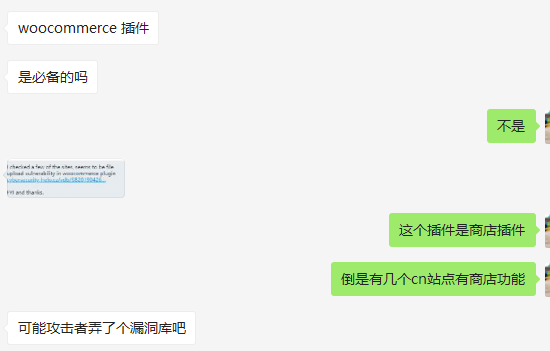 woocommerce 插件
是必备的吗
不是
I checked a few of the sites, seems to be file
upload vulnerability in woocommerce plugin
FYI and thanks.
这个插件是商店插件
倒是有几个cn站点有商店功能
可能攻击者弄了个漏洞库吧